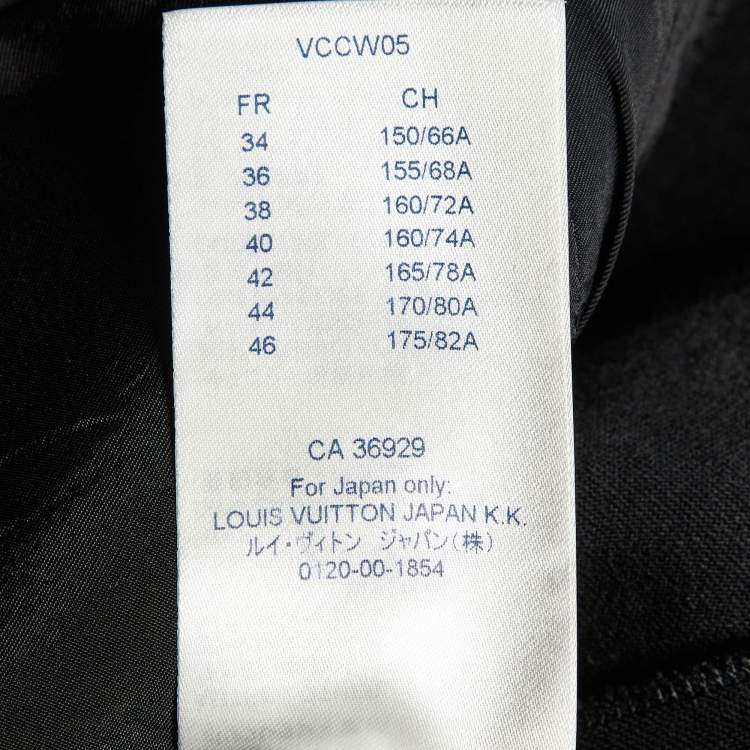 VCCW05
FR CH
34 150/66A
36 155/68A
38 160/72A
40 160/74A
42 165/78A
44 170/80A
46 175/82A
CA 36929
For Japan only:
LOUIS VUITTON JAPAN K.K.
ルイ・ヴィトン ジャパン(株)
0120-00-1854